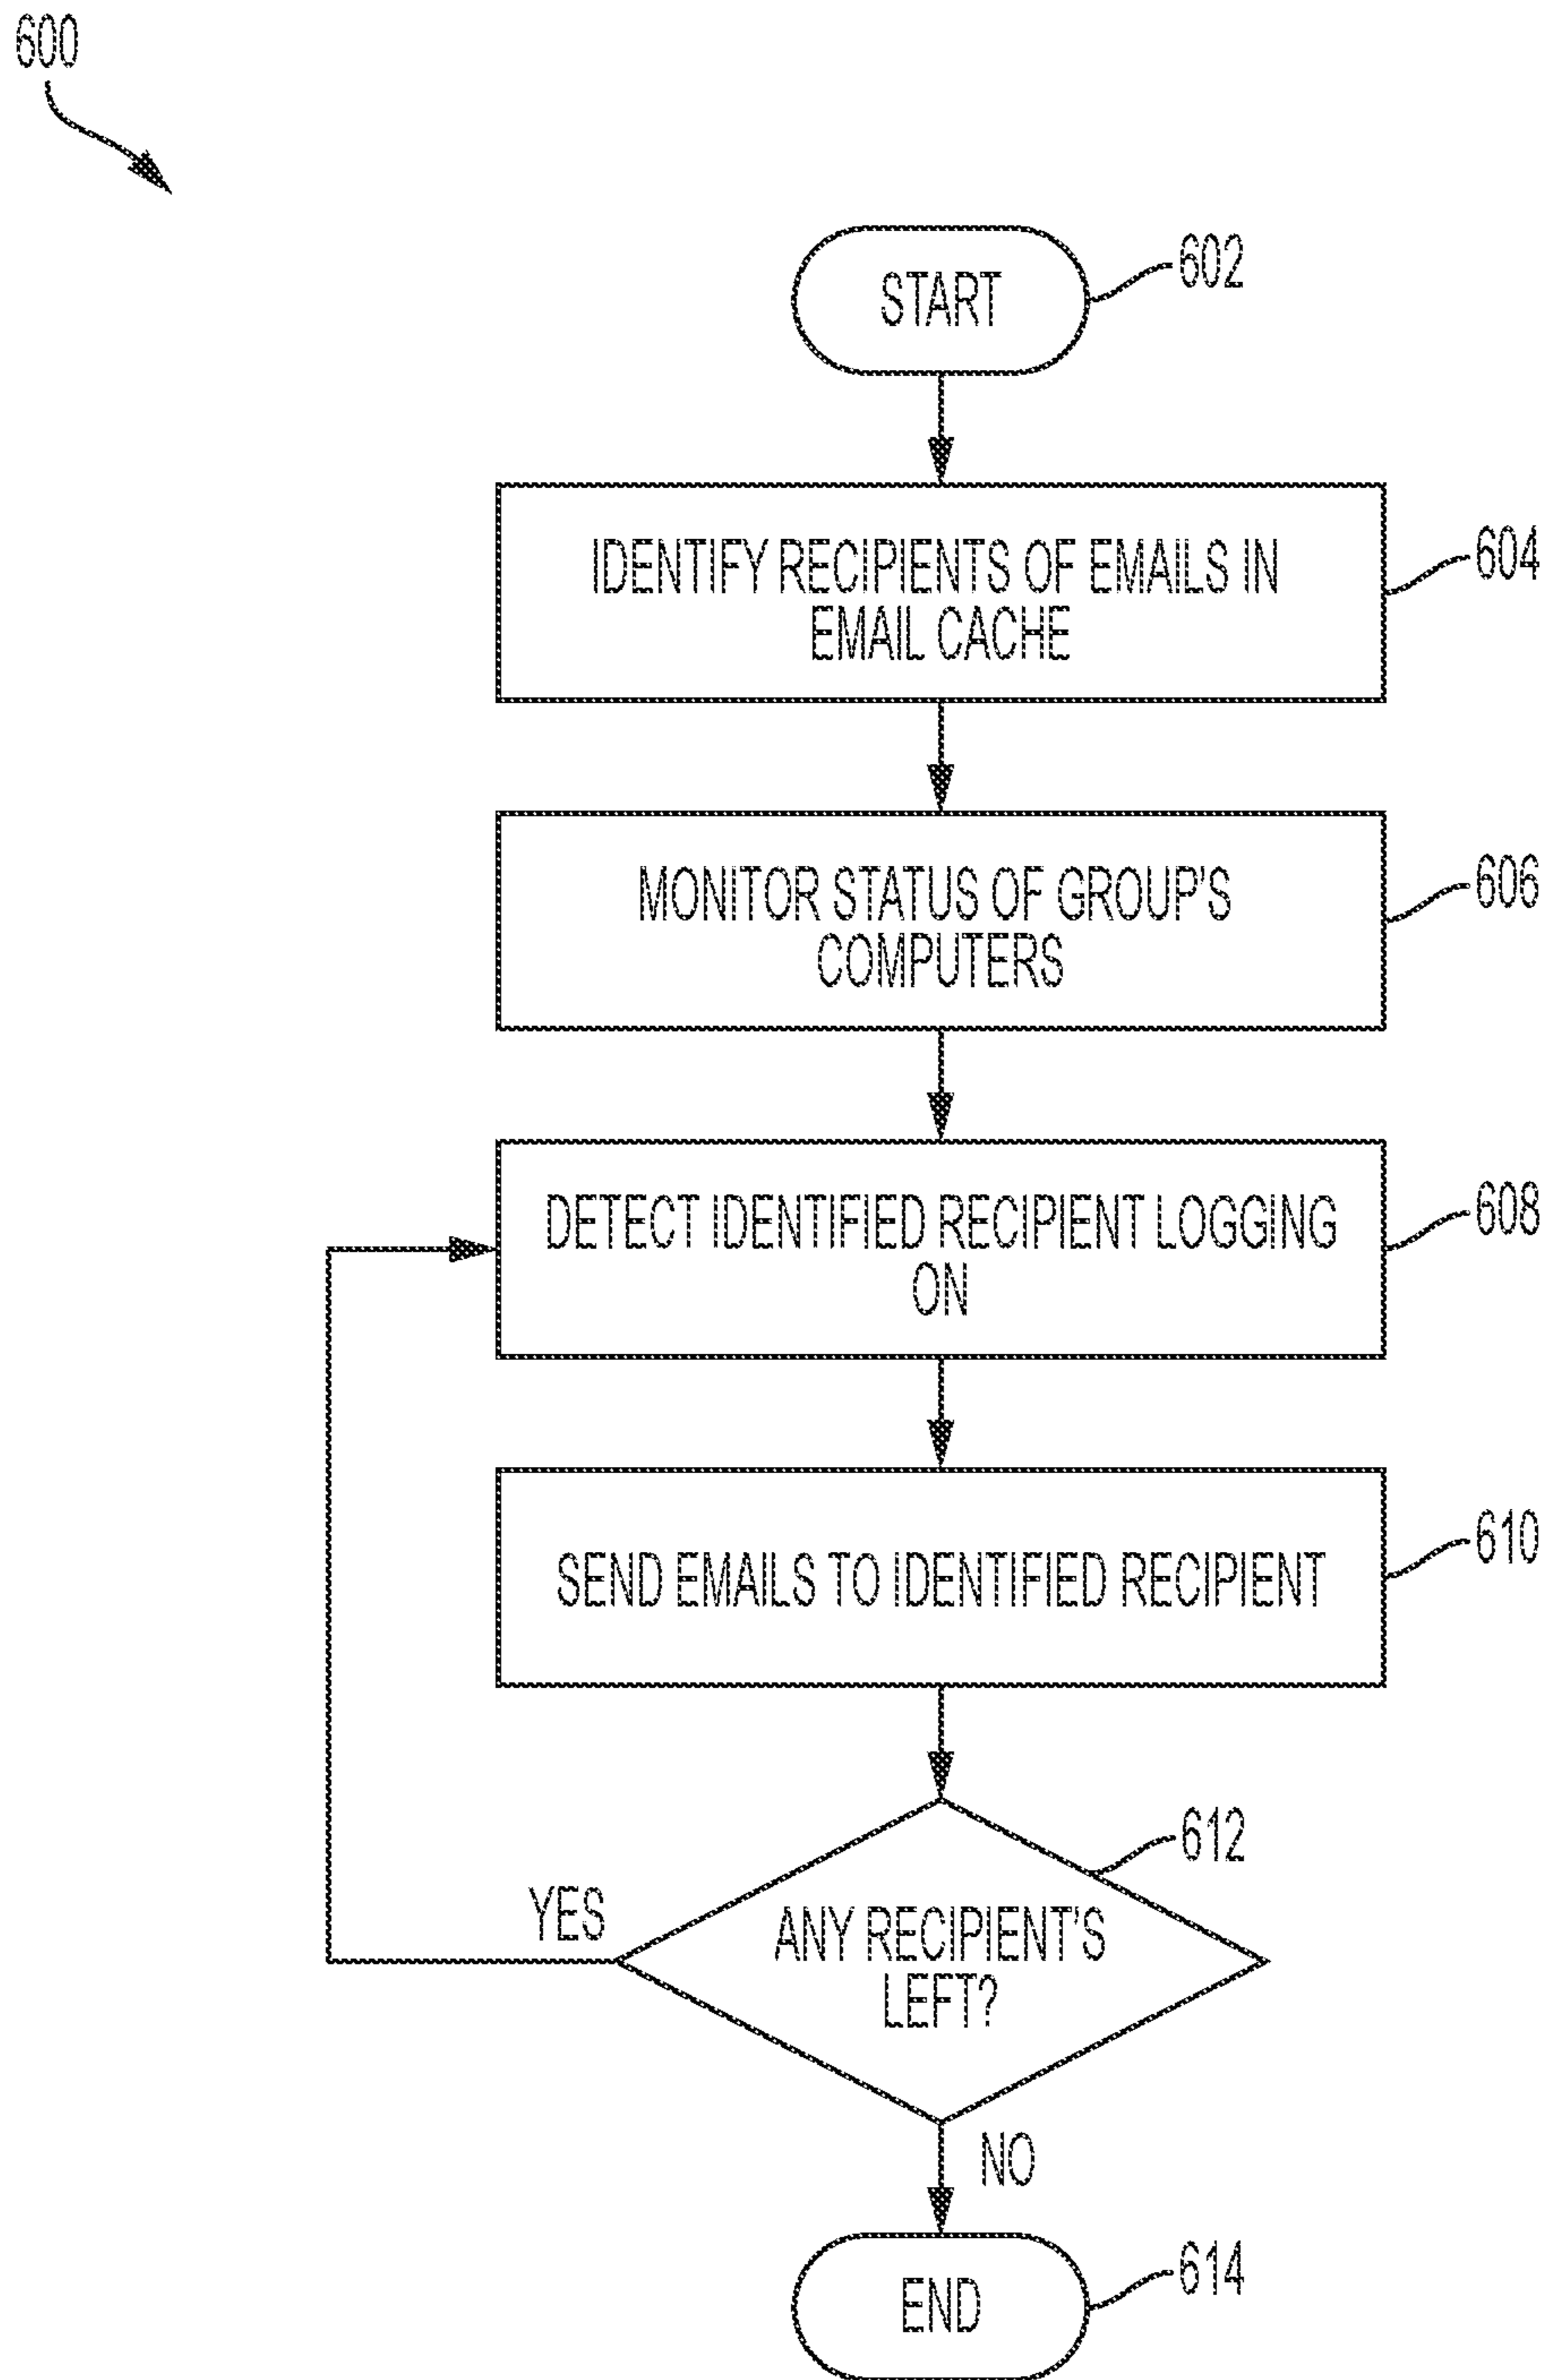 600
START
602
IDENTIFY RECIPIENTS OF EMAILS IN
EMAIL CACHE
604
MONITOR STATUS OF GROUP'S
COMPUTERS
606
DETECT IDENTIFIED RECIPIENT LOGGING
ON
608
SEND EMAILS TO IDENTIFIED RECIPIENT
610
612
YES
ANY RECIPIENT'S
LEFT?
NO
END
614